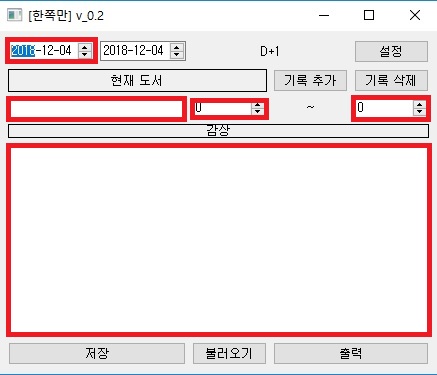 [한쪽만] v_0.2
2018-12-04 2018-12-04 D+1 설정
현재 도서 기록 추가 기록 삭제
0 ~ 0
감상
저장 불러오기 출력